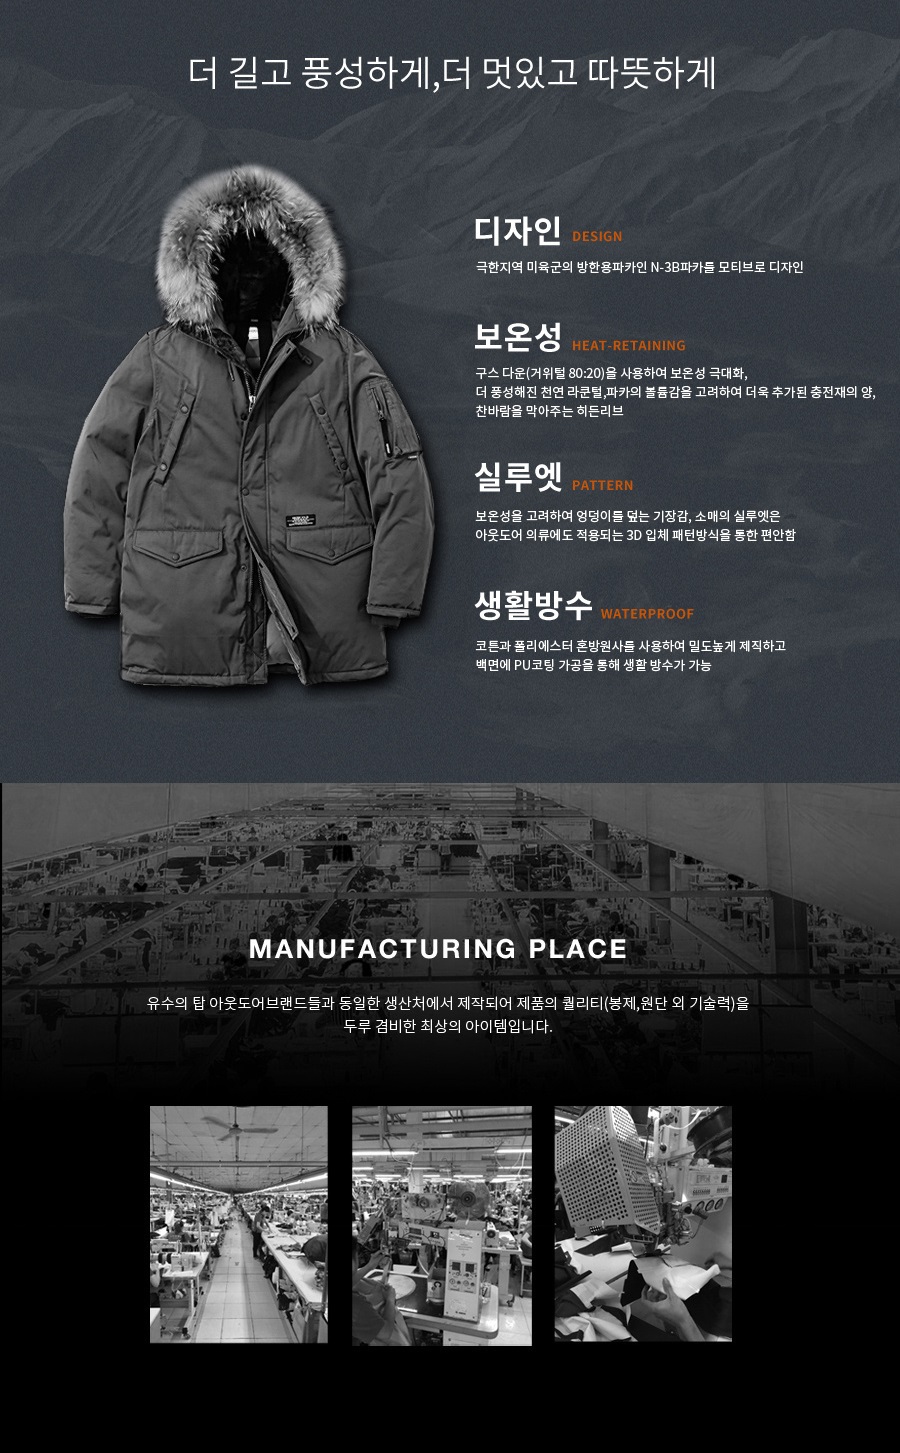 더 길고 풍성하게,더 멋있고 따뜻하게
디자인 DESIGN
극한지역 미육군의 방한용파카인 N-3B파카를 모티브로 디자인
보온성 HEAT-RETAINING
구스 다운(거위털 80:20)을 사용하여 보온성 극대화,
더 풍성해진 천연 라쿤털,파카의 볼륨감을 고려하여 더욱 추가된 충전재의 양,
찬바람을 막아주는 히든리브
실루엣 PATTERN
보온성을 고려하여 엉덩이를 덮는 기장감, 소매의 실루엣은
아웃도어 의류에도 적용되는 3D 입체 패턴방식을 통한 편안함
생활방수 WATERPROOF
코튼과 폴리에스터 혼방원사를 사용하여 밀도높게 제직하고
백면에 PU코팅 가공을 통해 생활 방수가 가능
MANUFACTURING PLACE
유수의 탑 아웃도어브랜드들과 동일한 생산처에서 제작되어 제품의 퀄리티(봉제,원단 외 기술력)을
두루 겸비한 최상의 아이템입니다.